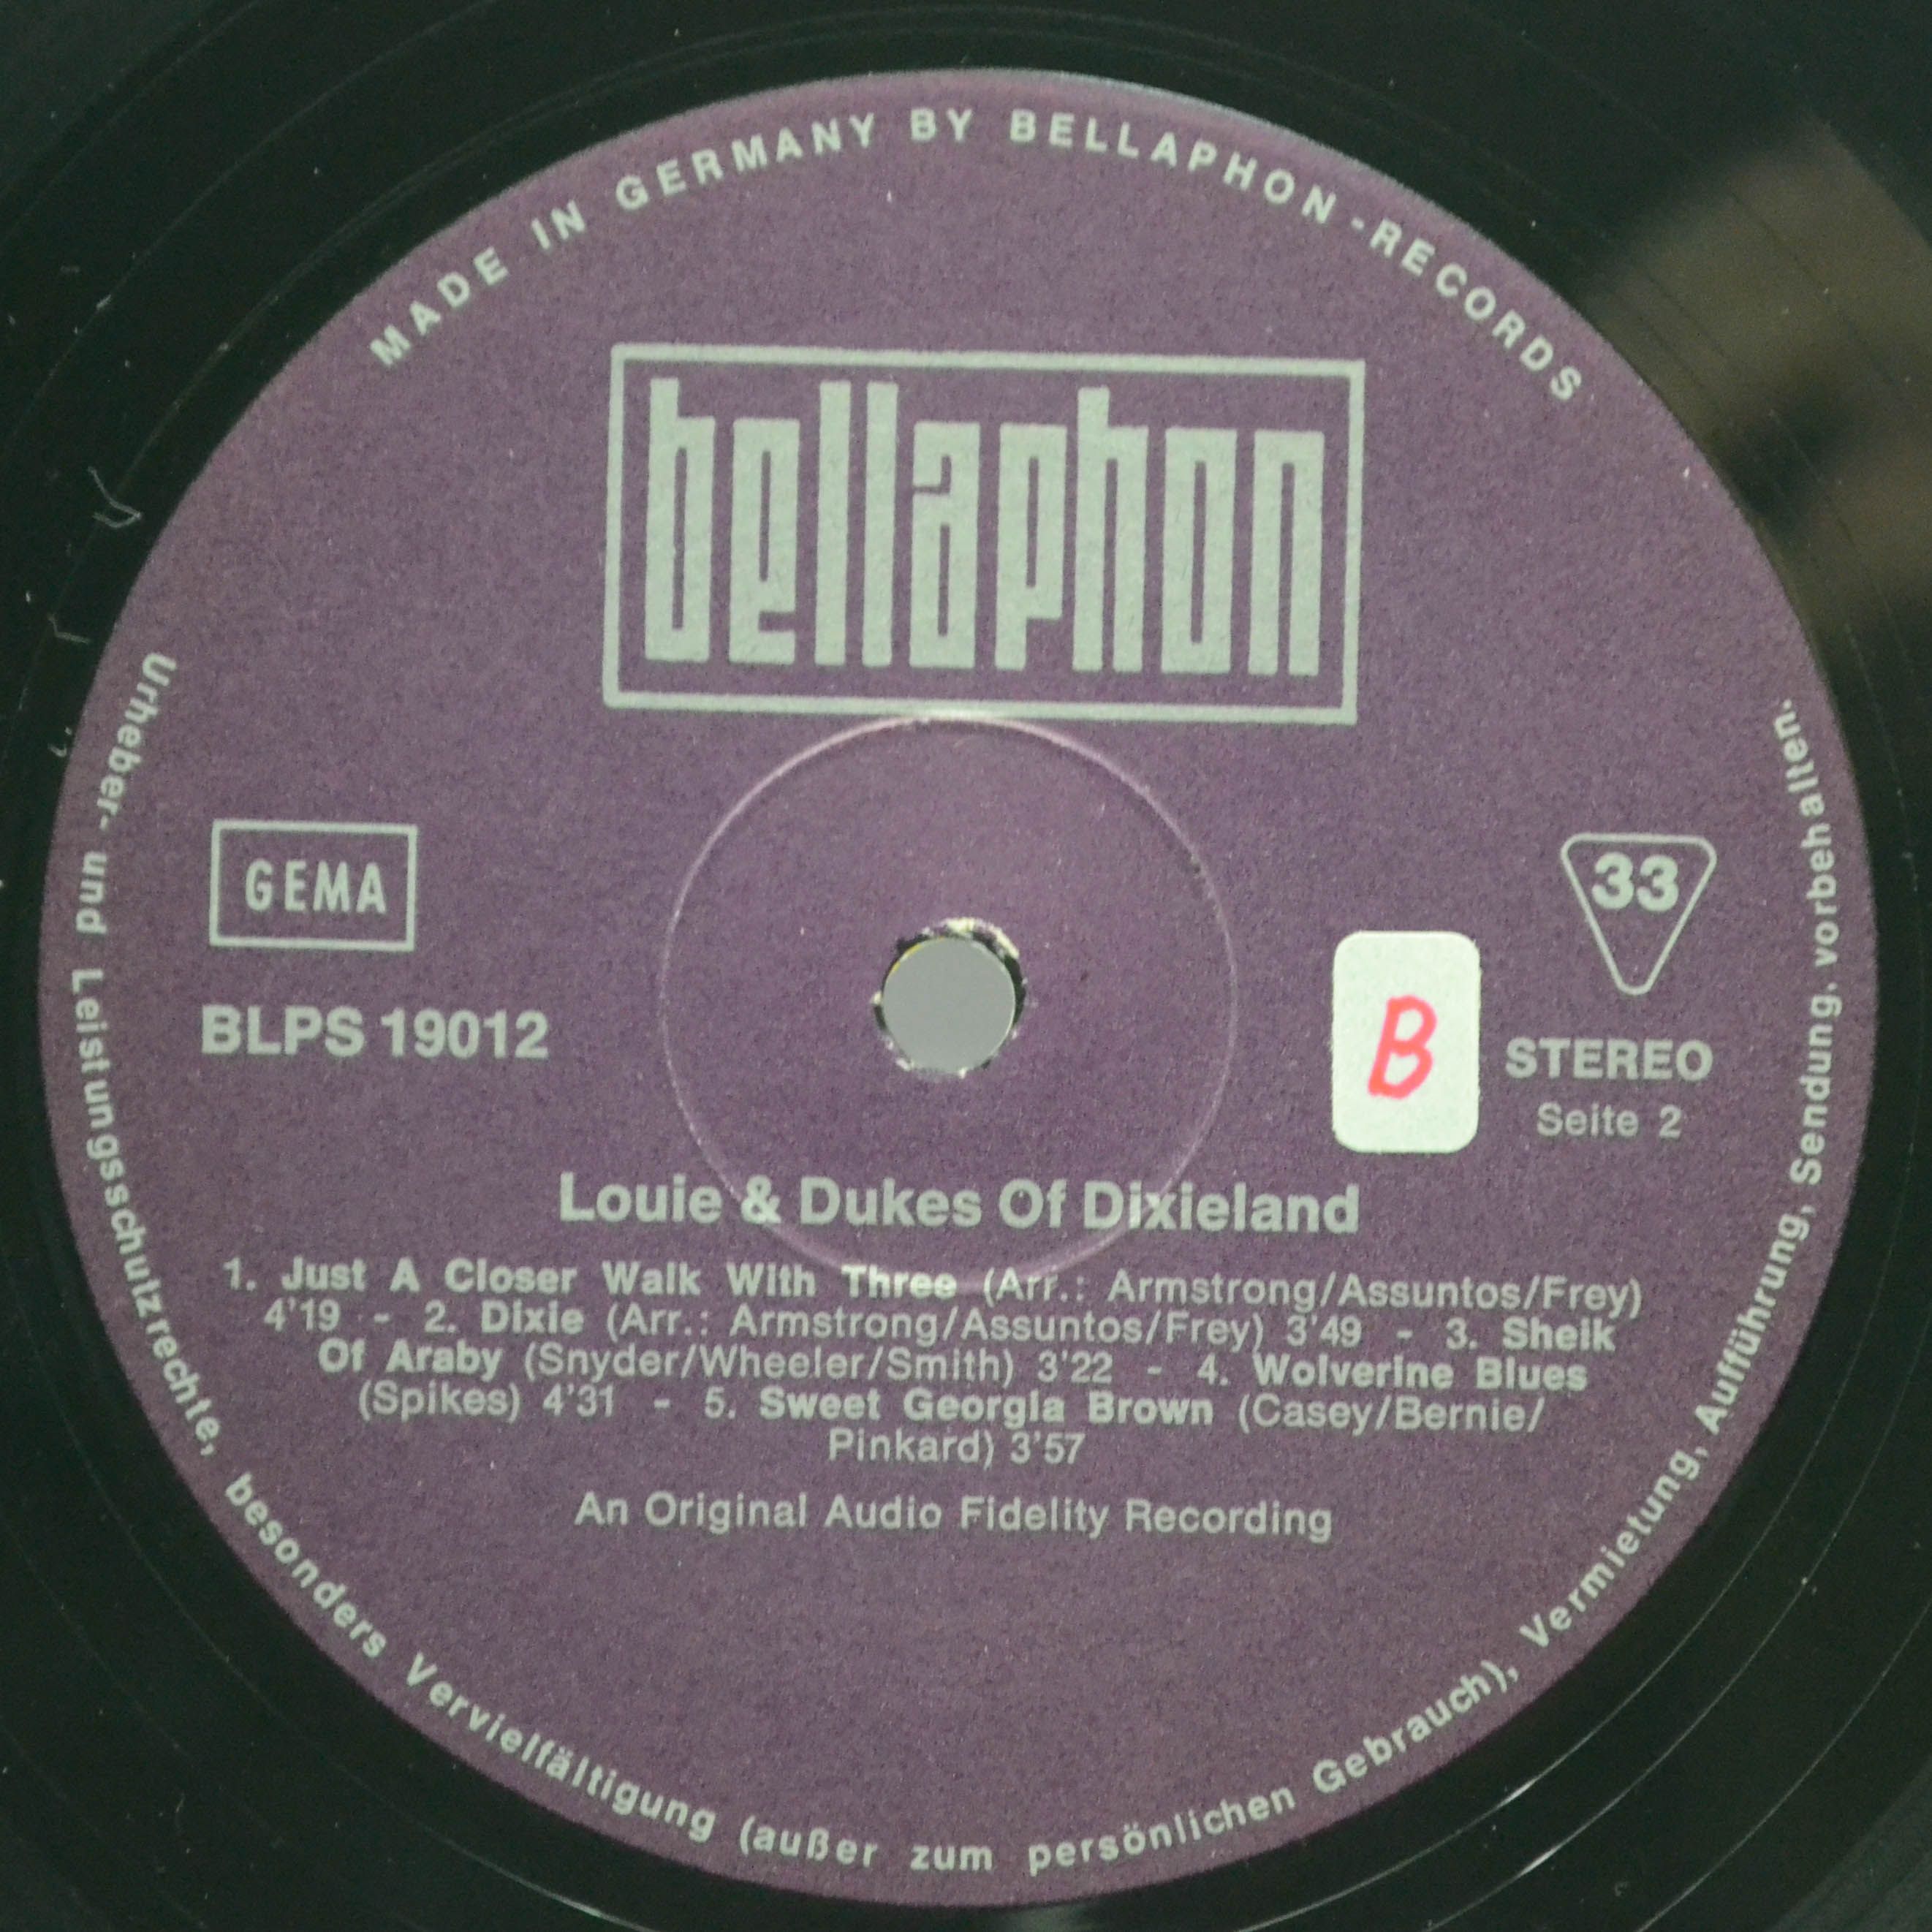 MADE IN GERMANY BY BELLAPHON-RECORDS
bellaphon
GEMA
33
BLPS 19012
B
STEREO
Seite 2
Louie & Dukes Of Dixieland
1. Just A Closer Walk With Three (Arr.: Armstrong/Assuntos/Frey)
4'19 - 2. Dixie (Arr.: Armstrong/Assuntos/Frey) 3'49 - 3. Sheik
Of Araby (Snyder/Wheeler/Smith) 3'22 - 4. Wolverine Blues
(Spikes) 4'31 - 5. Sweet Georgia Brown (Casey/Bernie/
Pinkard) 3'57
An Original Audio Fidelity Recording
Urheber- und Leistungsschutzrechte, besonders Vervielfältigung (außer zum persönlichen Gebrauch), Vermietung, Aufführung, Sendung, vorbehalten.